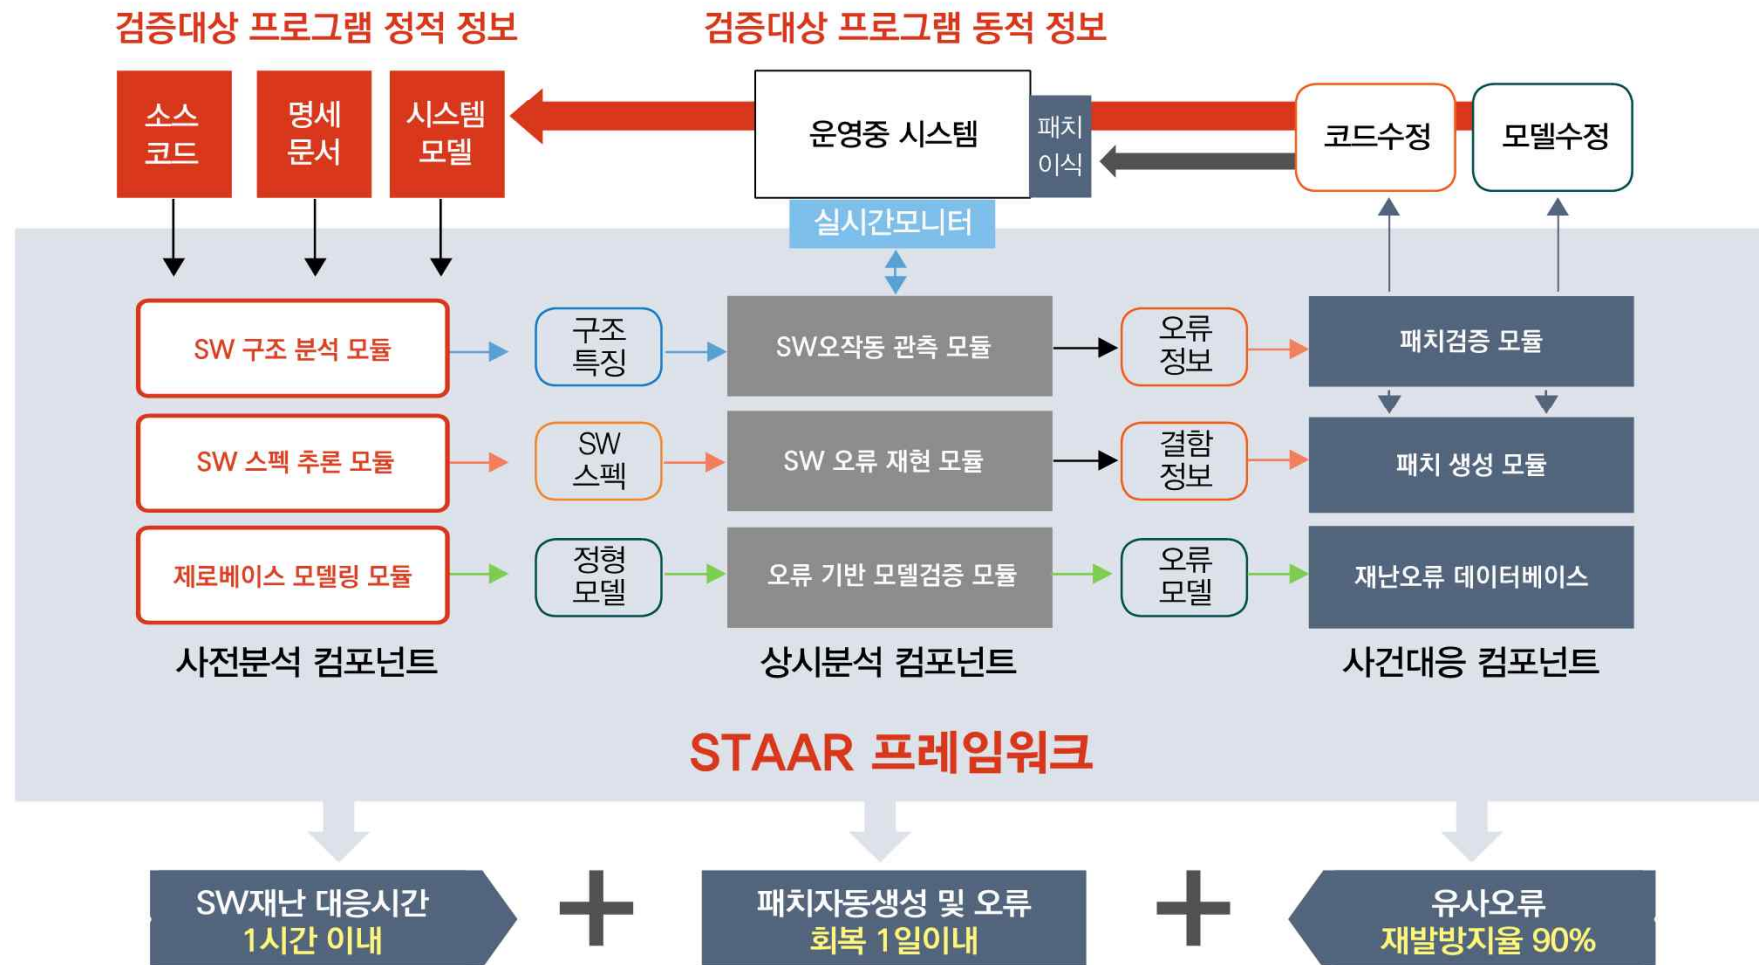 검증대상 프로그램 정적 정보
검증대상 프로그램 동적 정보
소스
코드
명세
문서
시스템
모델
운영중 시스템
패치
이식
코드수정
모델수정
실시간모니터
SW 구조 분석 모듈
구조
특징
SW오작동 관측 모듈
오류
정보
패치검증 모듈
SW 스펙 추론 모듈
SW
스펙
SW 오류 재현 모듈
결함
정보
패치 생성 모듈
제로베이스 모델링 모듈
정형
모델
오류 기반 모델검증 모듈
오류
모델
재난오류 데이터베이스
사전분석 컴포넌트
상시분석 컴포넌트
사건대응 컴포넌트
STAAR 프레임워크
SW재난 대응시간
1시간 이내
패치자동생성 및 오류
회복 1일이내
유사오류
재발방지율 90%